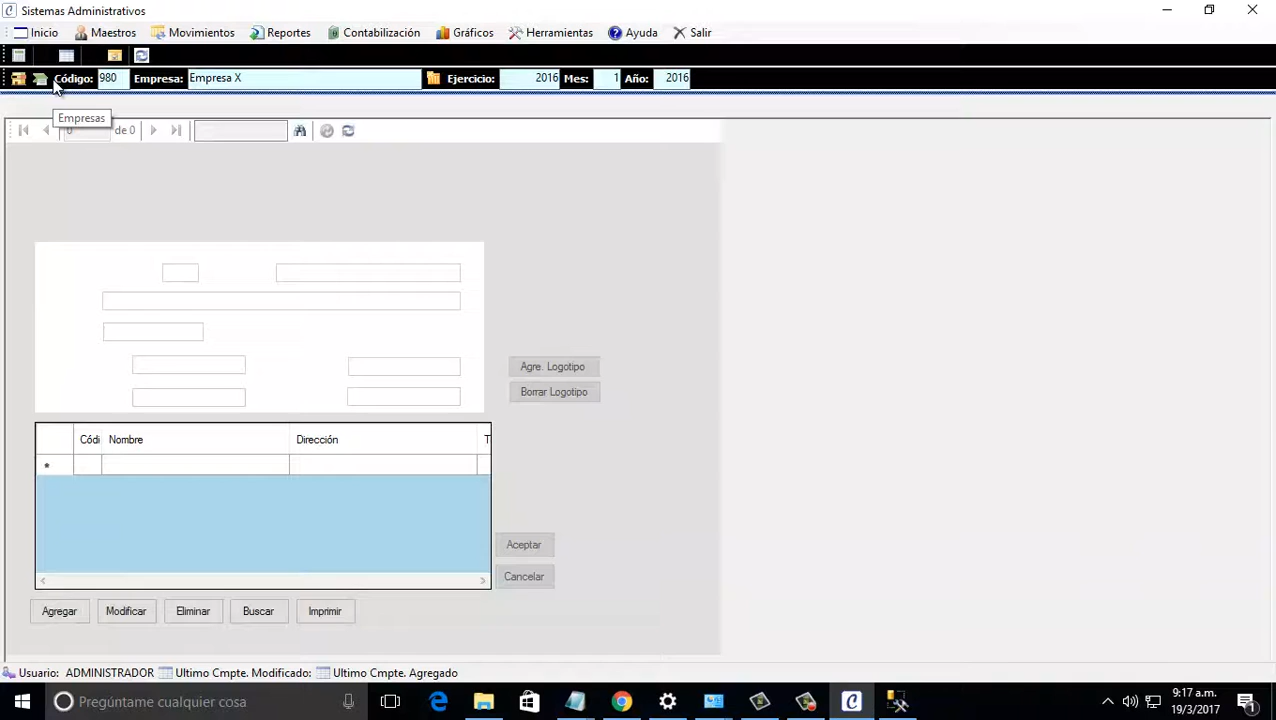 Sistemas Administrativos
Inicio Maestros Movimientos Reportes Contabilización Gráficos Herramientas Ayuda Salir
Código: 980 Empresa: Empresa X Ejercicio: 2016 Mes: 1 Año: 2016
Empresas
0 de 0
Agre. Logotipo
Borrar Logotipo
Códi Nombre Dirección T
*
Aceptar
Cancelar
Agregar Modificar Eliminar Buscar Imprimir
Usuario: ADMINISTRADOR Ultimo Cmpte. Modificado: Ultimo Cmpte. Agregado
Pregúntame cualquier cosa
9:17 a.m.
19/3/2017
1